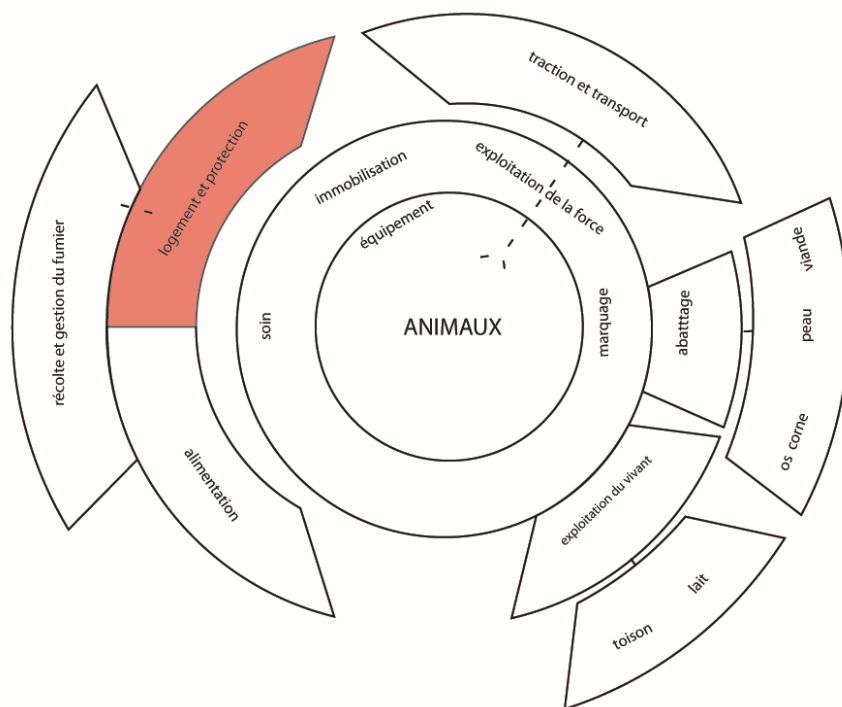 traction et transport
logement et protection
immobilisation
exploitation de la force
équipement
viande
récolte et gestion du fumier
soin
ANIMAUX
marquage
abatttage
peau
os corne
alimentation
exploitation du vivant
lait
toison